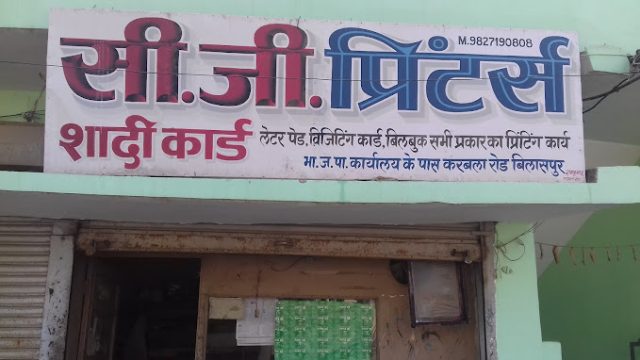 M.9827190808
सी.जी.प्रिंटर्स
शादी कार्ड लेटर पेड, विजिटिंग कार्ड, बिलबुक सभी प्रकार का प्रिंटिंग कार्य
भा.ज.पा. कार्यालय के पास करबला रोड बिलासपुर